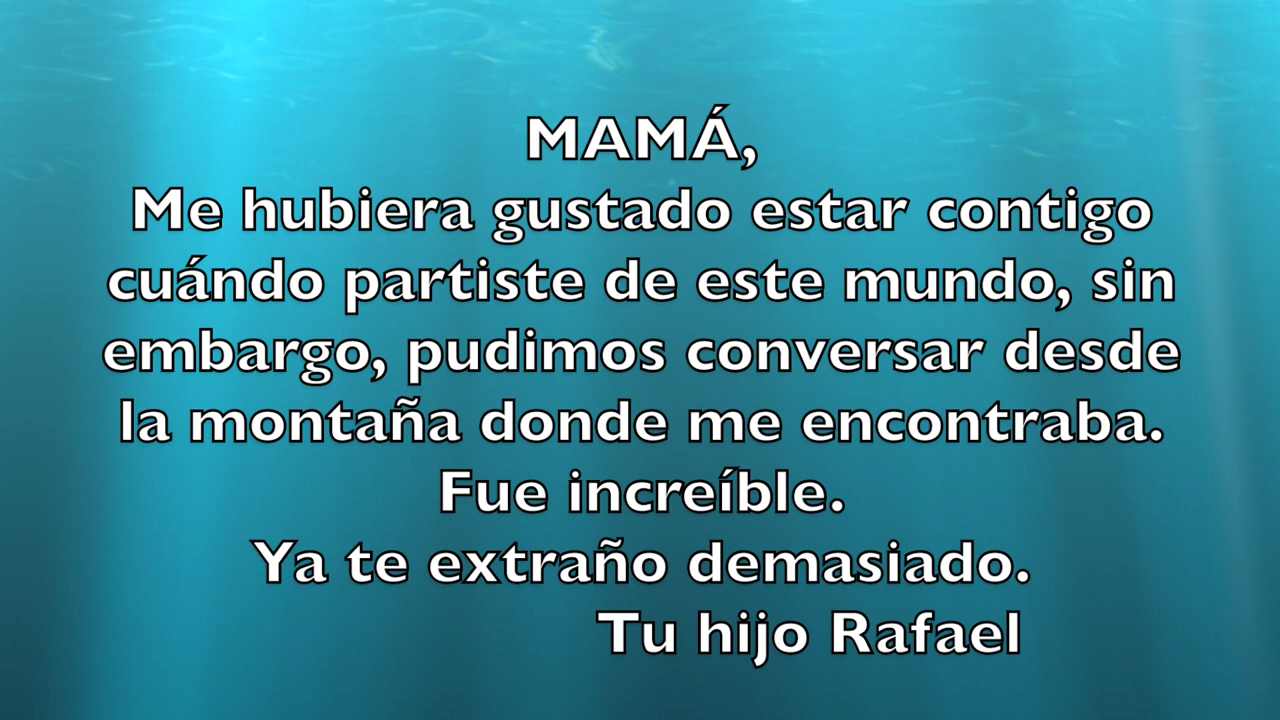 MAMÁ,
Me hubiera gustado estar contigo
cuándo partiste de este mundo, sin
embargo, pudimos conversar desde
la montaña donde me encontraba.
Fue increíble.
Ya te extraño demasiado.
Tu hijo Rafael